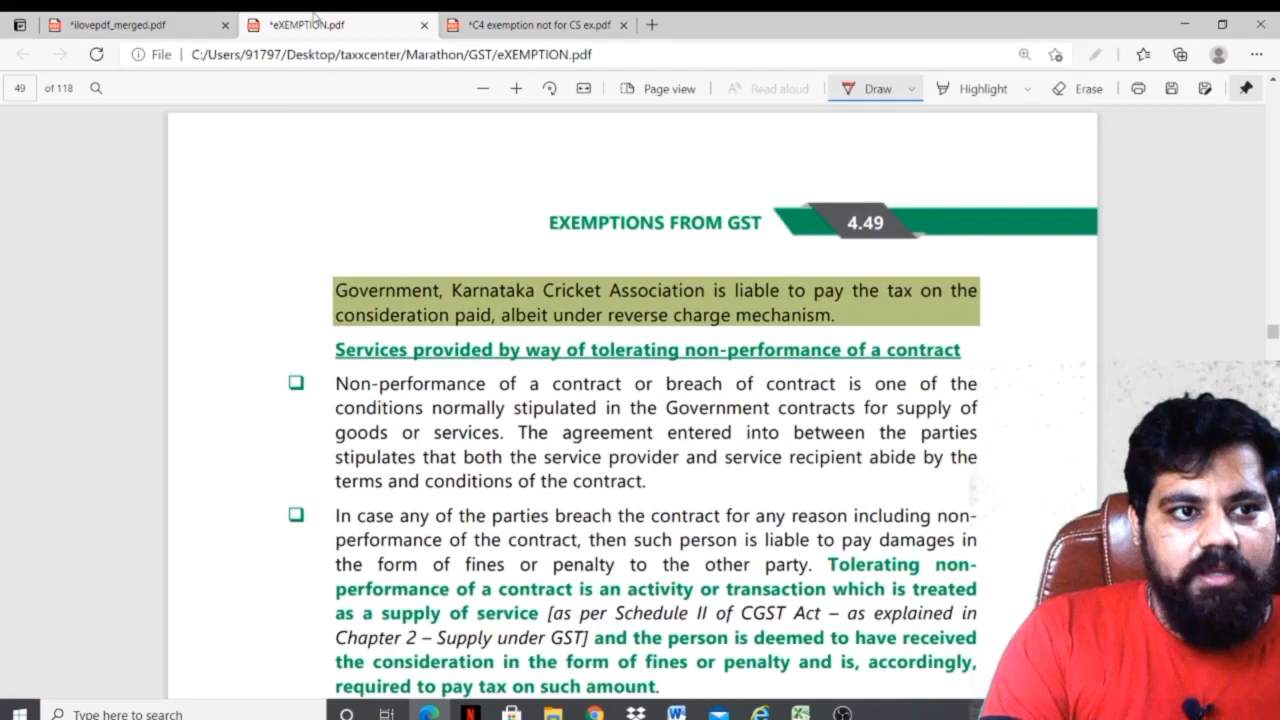 *ilovepdf_merged.pdf
*eXEMPTION.pdf
*C4 exemption not for CS ex.pdf
File
C:/Users/91797/Desktop/taxxcenter/Marathon/GST/eXEMPTION.pdf
49 of 118
Page view
Read aloud
Draw
Highlight
Erase
EXEMPTIONS FROM GST 4.49
Government, Karnataka Cricket Association is liable to pay the tax on the
consideration paid, albeit under reverse charge mechanism.
Services provided by way of tolerating non-performance of a contract
Non-performance of a contract or breach of contract is one of the
conditions normally stipulated in the Government contracts for supply of
goods or services. The agreement entered into between the parties
stipulates that both the service provider and service recipient abide by the
terms and conditions of the contract.
In case any of the parties breach the contract for any reason including non-
performance of the contract, then such person is liable to pay damages in
the form of fines or penalty to the other party. Tolerating non-
performance of a contract is an activity or transaction which is treated
as a supply of service [as per Schedule II of CGST Act – as explained in
Chapter 2 – Supply under GST] and the person is deemed to have received
the consideration in the form of fines or penalty and is, accordingly,
required to pay tax on such amount.
Type here to search